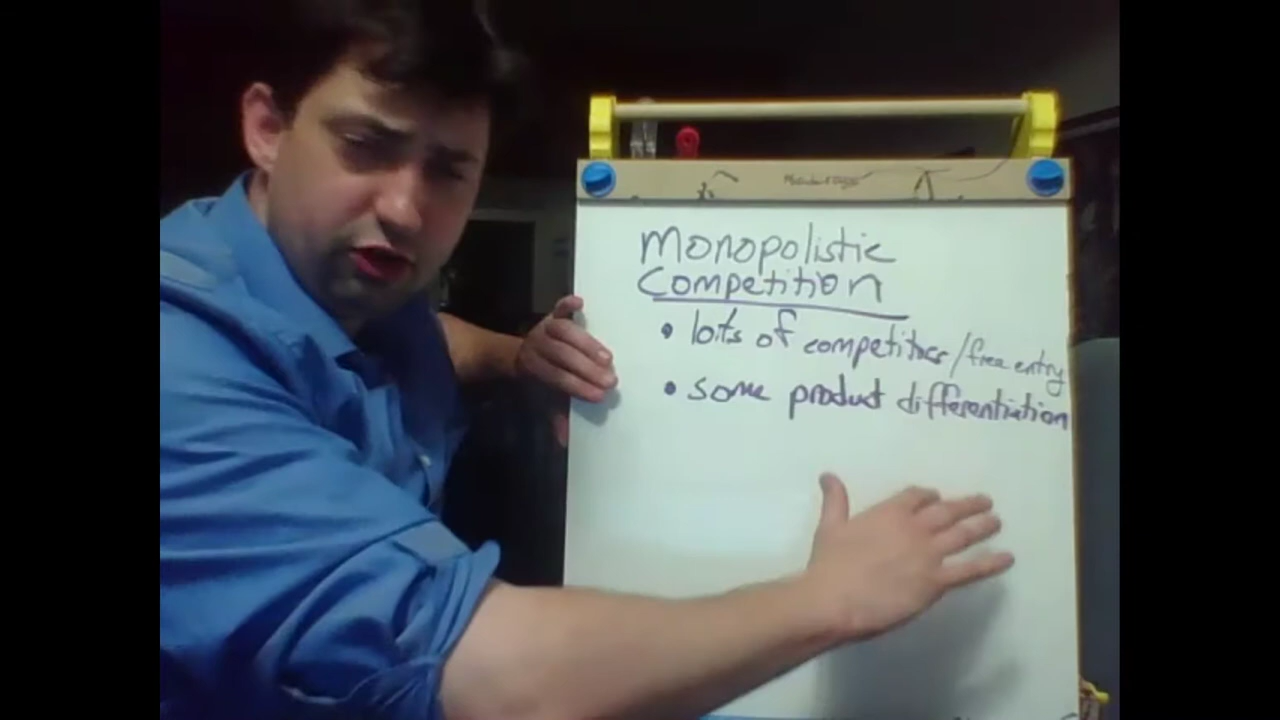 Monopolistic
Competition
• lots of competitors/free entry
• some product differentiation